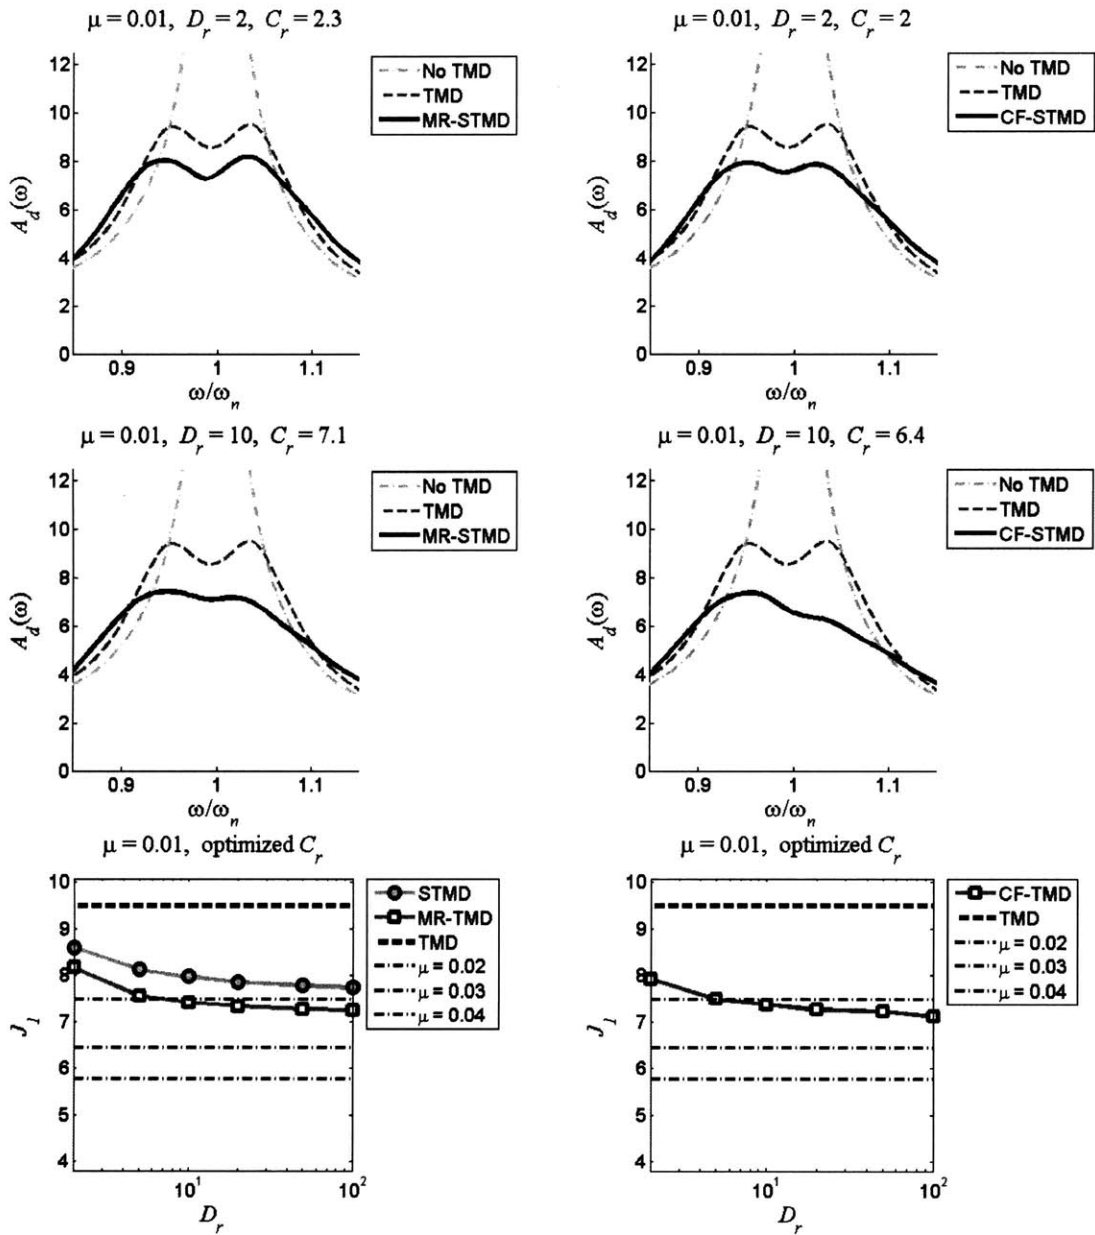 μ = 0.01, D_r = 2, C_r = 2.3
12
10
8
6
4
2
0
A_d(ω)
0.9
1
1.1
ω/ω_n
No TMD
TMD
MR-STMD
μ = 0.01, D_r = 2, C_r = 2
12
10
8
6
4
2
0
A_d(ω)
0.9
1
1.1
ω/ω_n
No TMD
TMD
CF-STMD
μ = 0.01, D_r = 10, C_r = 7.1
12
10
8
6
4
2
0
A_d(ω)
0.9
1
1.1
ω/ω_n
No TMD
TMD
MR-STMD
μ = 0.01, D_r = 10, C_r = 6.4
12
10
8
6
4
2
0
A_d(ω)
0.9
1
1.1
ω/ω_n
No TMD
TMD
CF-STMD
μ = 0.01, optimized C_r
10
9
8
7
6
5
4
J_1
10^1
10^2
D_r
STMD
MR-TMD
TMD
μ = 0.02
μ = 0.03
μ = 0.04
μ = 0.01, optimized C_r
10
9
8
7
6
5
4
J_1
10^1
10^2
D_r
CF-TMD
TMD
μ = 0.02
μ = 0.03
μ = 0.04